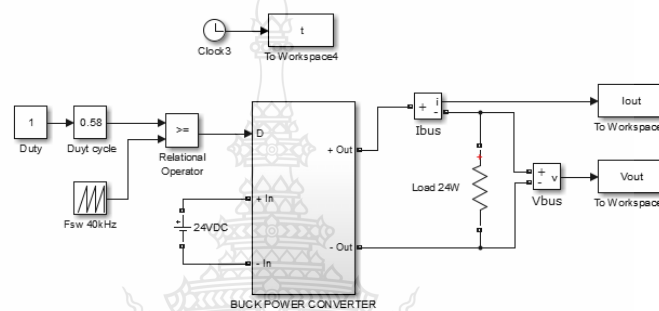 t
Clock3
To Workspace4
1
Duty
0.58
Duyt cycle
>=
Relational
Operator
Fsw 40kHz
24VDC
D
+ In
- In
+ Out
- Out
BUCK POWER CONVERTER
+
i
-
Ibus
Load 24W
+
-
v
Vbus
Iout
To Workspace
Vout
To Workspace